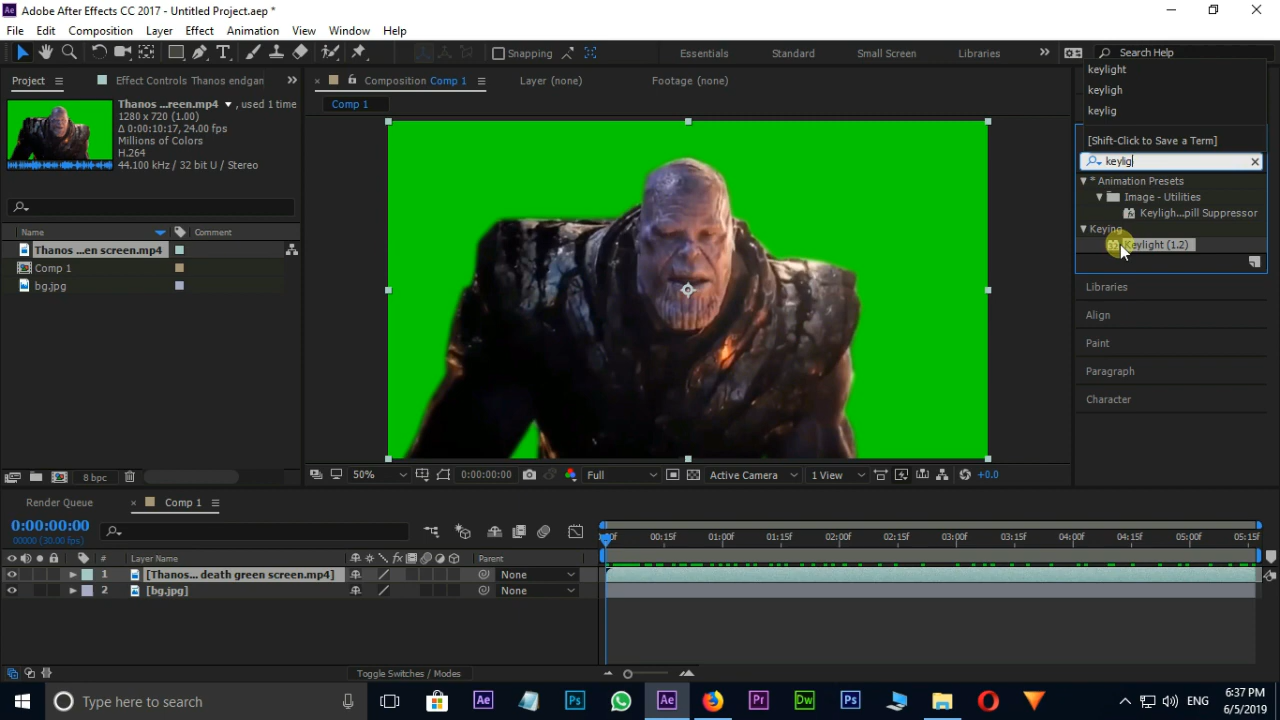 Adobe After Effects CC 2017 - Untitled Project.aep *
File Edit Composition Layer Effect Animation View Window Help
Snapping Essentials Standard Small Screen Libraries Search Help
Project Effect Controls Thanos endgan
Composition Comp 1 Layer (none) Footage (none)
Comp 1
Thanos ...reen.mp4 , used 1 time
1280 x 720 (1.00)
Δ 0:00:10:17, 24.00 fps
H.264
44.100 kHz / 32 bit U / Stereo
Name Comment
Thanos ...en screen.mp4
Comp 1
bg.jpg
8 bpc
50% 0:00:00:00 Full Active Camera 1 View +0.0
keylight
keyligh
keylig
[Shift-Click to Save a Term]
keylig
* Animation Presets
Image - Utilities
Keyligh...pill Suppressor
Keying
Keylight (1.2)
Libraries
Align
Paint
Paragraph
Character
Render Queue Comp 1
0:00:00:00
00000 (30.00 fps)
# Layer Name Parent
1 [Thanos... death green screen.mp4] None
2 [bg.jpg] None
:00f 00:15f 01:00f 01:15f 02:00f 02:15f 03:00f 03:15f 04:00f 04:15f 05:00f 05:15f
Toggle Switches / Modes
Type here to search
ENG
6:37 PM
6/5/2019